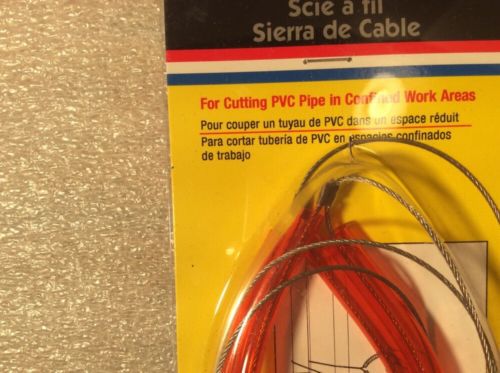 Scie à fil
Sierra de Cable
For Cutting PVC Pipe in Confined Work Areas
Pour couper un tuyau de PVC dans un espace réduit
Para cortar tubería de PVC en espacios confinados
de trabajo